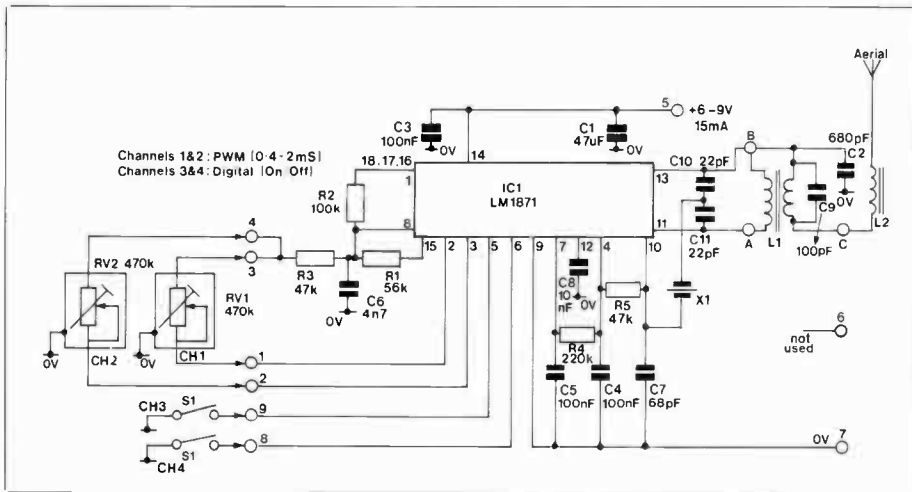 Aerial
5 +6 -9V
15mA
C3
100nF
0V
C1
47uF
0V
14
Channels 1&2: PWM (0·4-2mS)
Channels 3&4: Digital (On Off)
18,17,16
1
R2
100k
IC1
LM1871
13
C10 22pF
B
680pF
C2
0V
C9
L2
8
11
C11
22pF
A
L1
100pF
C
4
3
R3
47k
R1
56k
15 2 3 5 6 9 7 12 4 10
RV2 470k
RV1
470k
C6
4n7
0V
C8
10
nF
0V
R5
47k
X1
R4
220k
6
not
used
0V
CH2
0V
CH1
1
2
C5
100nF
C4
100nF
C7
68pF
CH3
S1
9
CH4
S1
8
0V
7